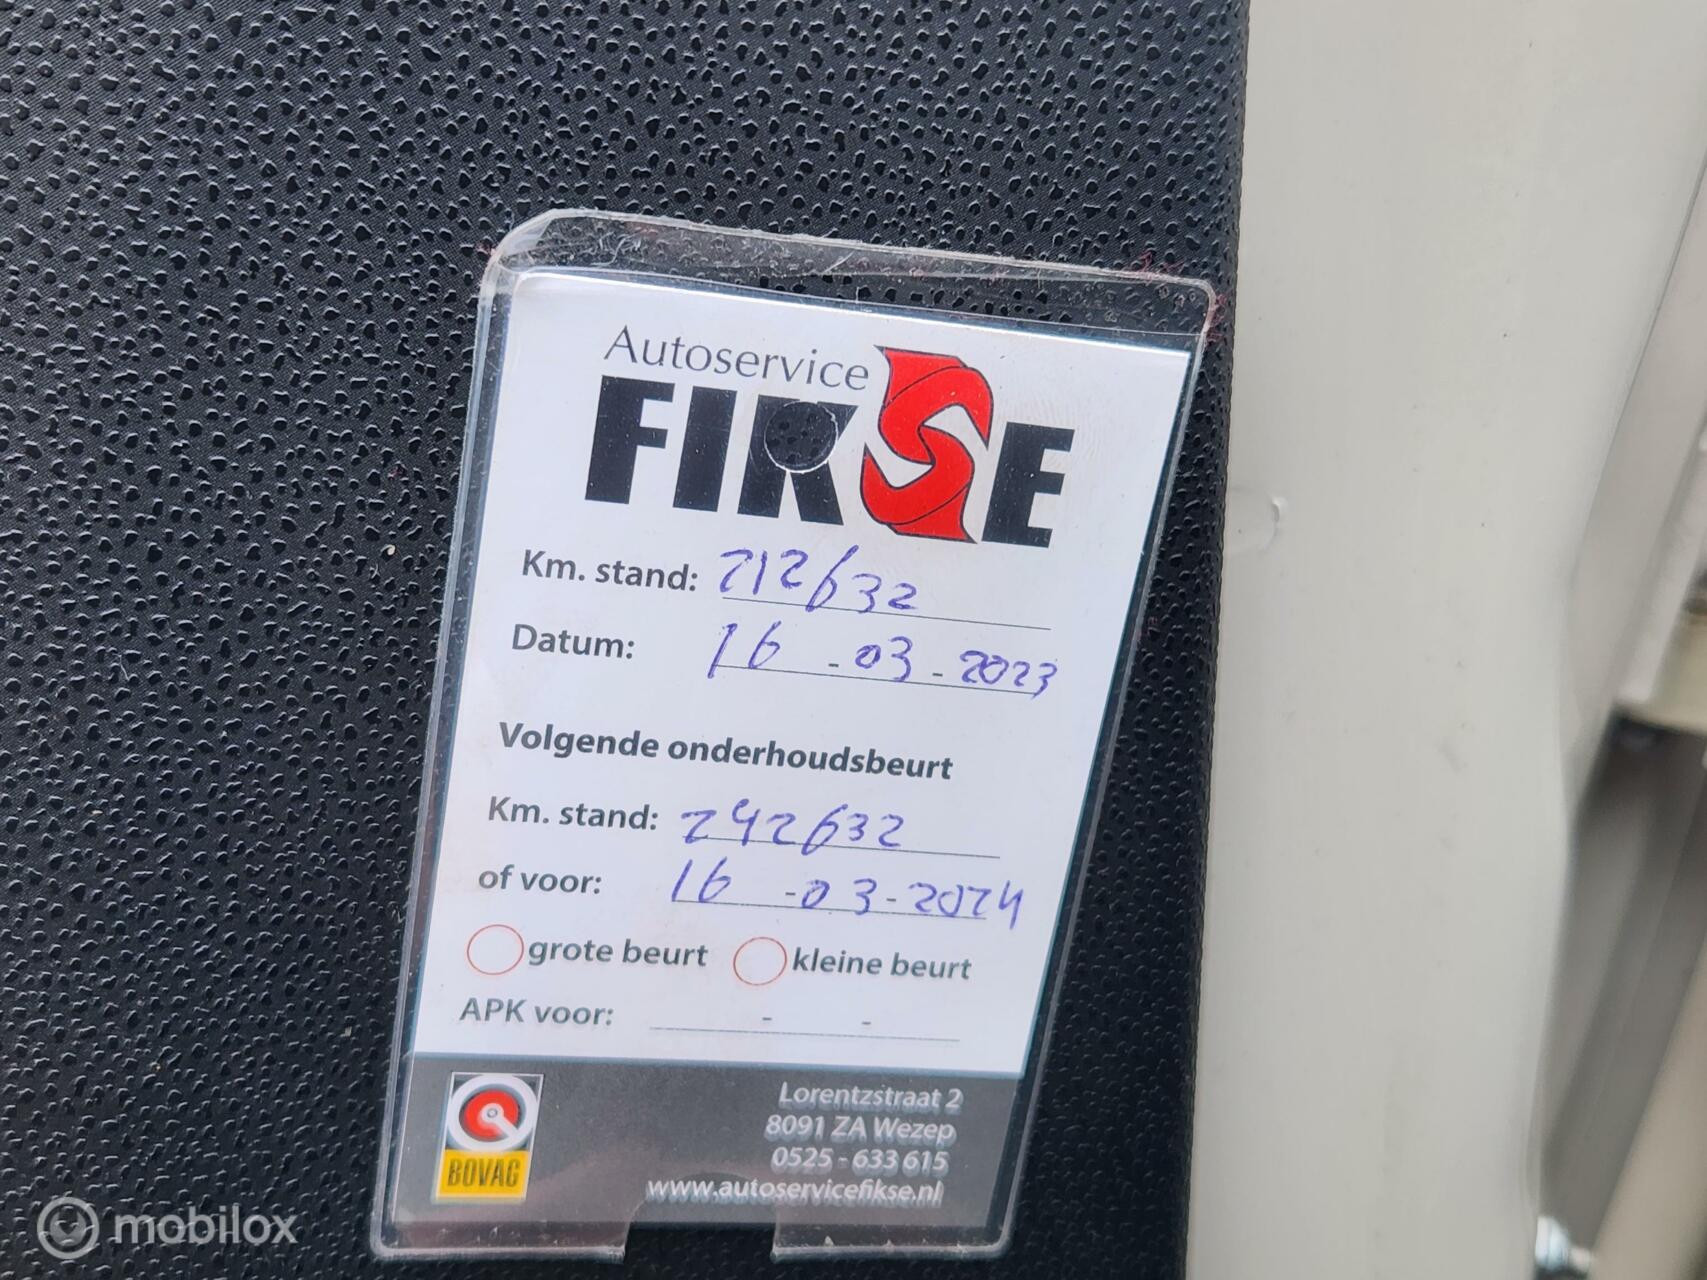 Autoservice
FIKSE
Km. stand: 212632
Datum: 16 - 03 - 2023
Volgende onderhoudsbeurt
Km. stand: 242632
of voor: 16 - 03 - 2024
grote beurt kleine beurt
APK voor: - -
BOVAG
Lorentzstraat 2
8091 ZA Wezep
0525 - 633 615
www.autoservicefikse.nl
mobilox